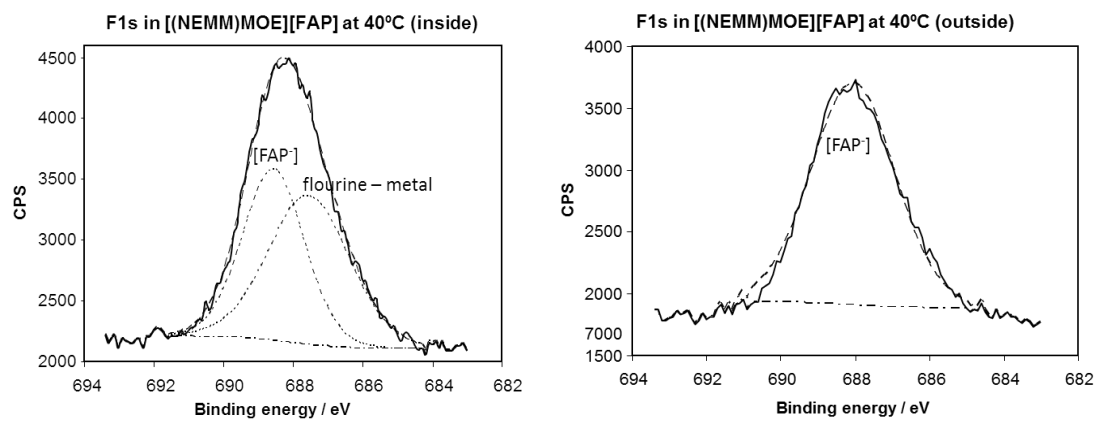 F1s in [(NEMM)MOE][FAP] at 40ºC (inside)
4500
4000
3500
3000
2500
2000
CPS
[FAP-]
flourine – metal
694 692 690 688 686 684 682
Binding energy / eV
F1s in [(NEMM)MOE][FAP] at 40ºC (outside)
4000
3500
3000
2500
2000
7000
1500
CPS
[FAP-]
694 692 690 688 686 684 682
Binding energy / eV